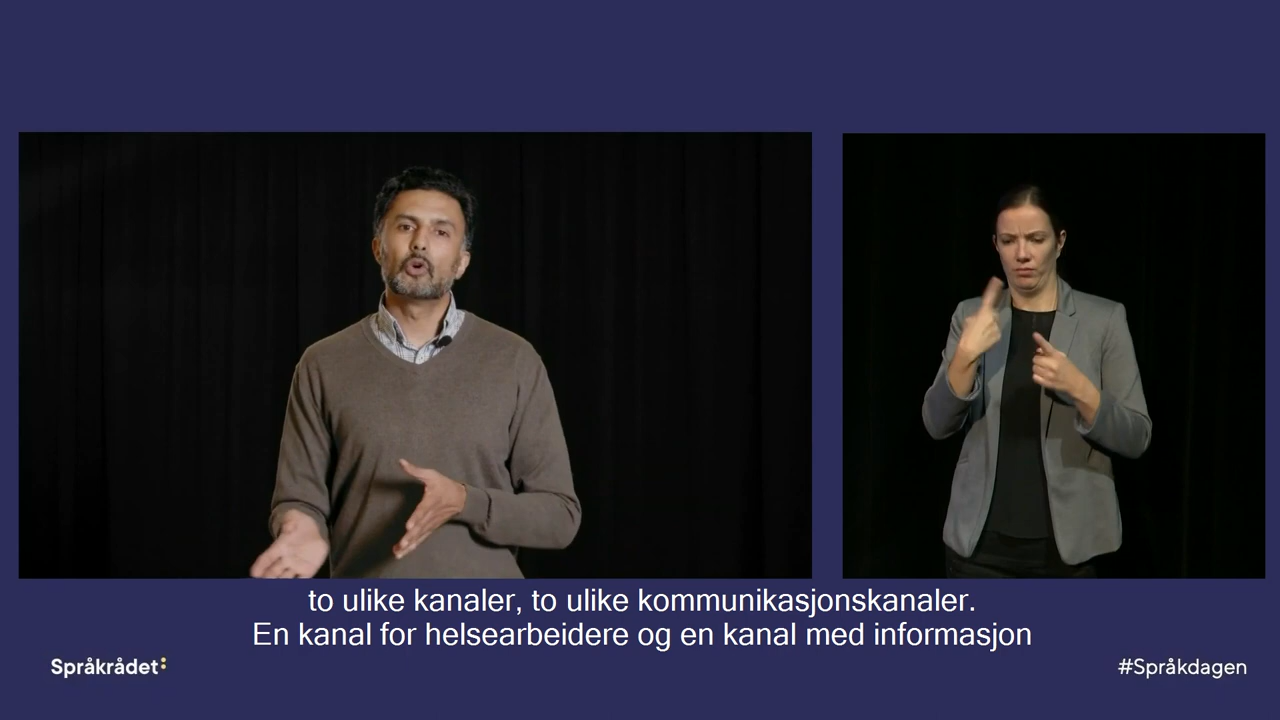 to ulike kanaler, to ulike kommunikasjonskanaler.
En kanal for helsearbeidere og en kanal med informasjon
Språkrådet:
#Språkdagen